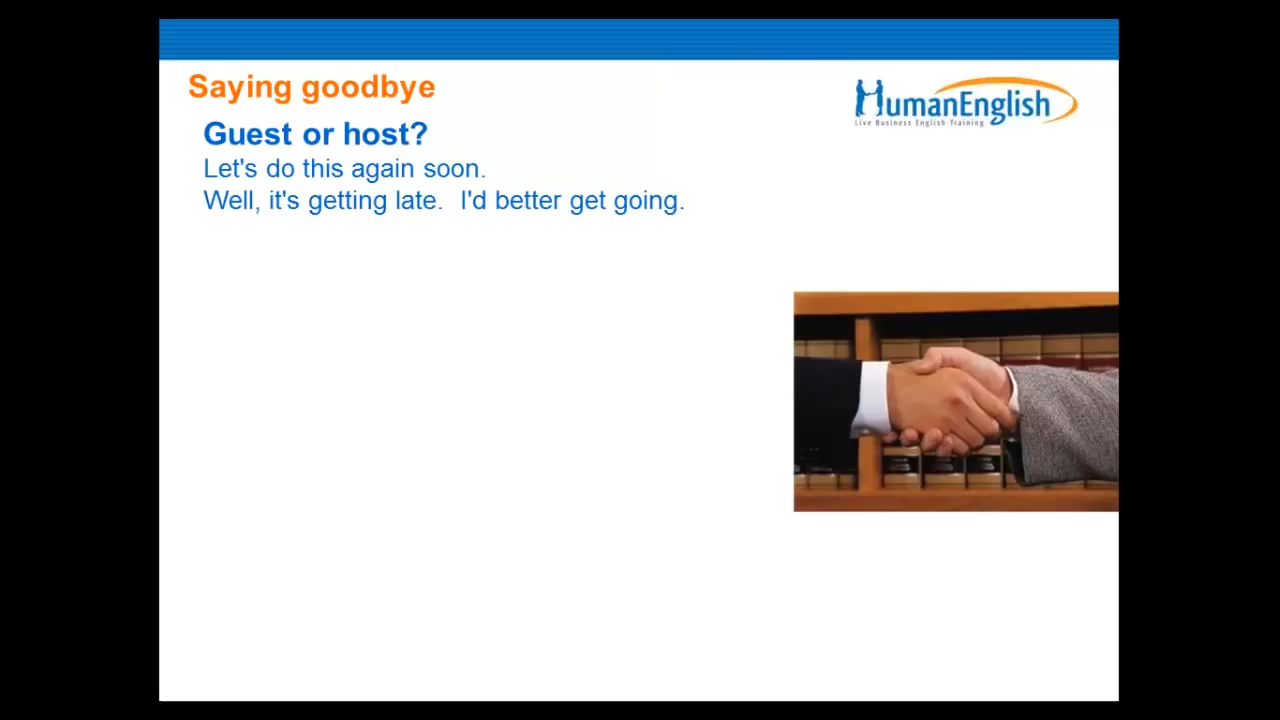 Saying goodbye
HumanEnglish
Live Business English Training
Guest or host?
Let's do this again soon.
Well, it's getting late.  I'd better get going.